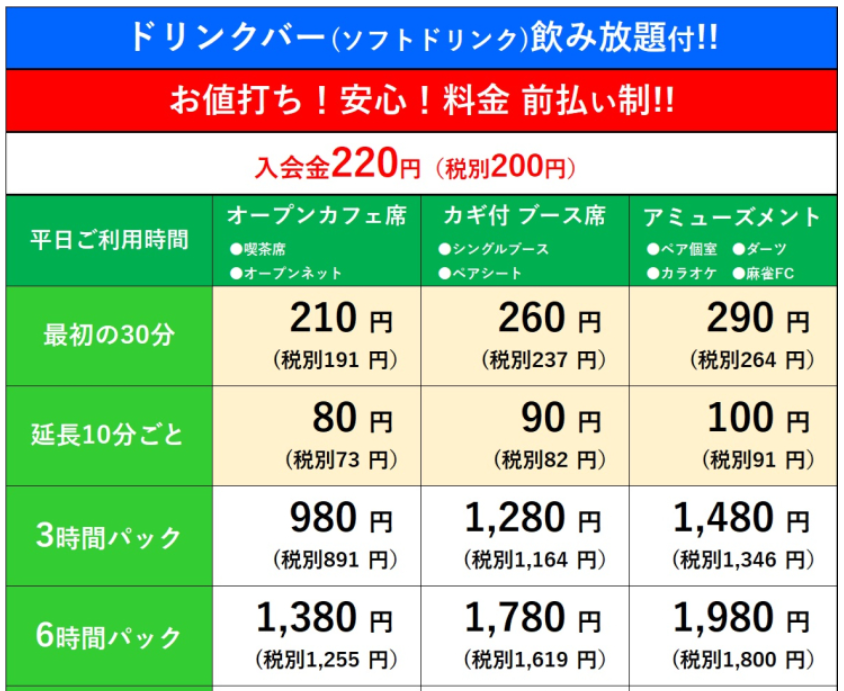 ドリンクバー(ソフトドリンク)飲み放題付!!
お値打ち！安心！料金 前払い制!!
入会金220円（税別200円）
平日ご利用時間
オープンカフェ席
●喫茶席
●オープンネット
カギ付 ブース席
●シングルブース
●ペアシート
アミューズメント
●ペア個室 ●ダーツ
●カラオケ ●麻雀FC
最初の30分
210 円
(税別191 円)
260 円
(税別237 円)
290 円
(税別264 円)
延長10分ごと
80 円
(税別73 円)
90 円
(税別82 円)
100 円
(税別91 円)
3時間パック
980 円
(税別891 円)
1,280 円
(税別1,164 円)
1,480 円
(税別1,346 円)
6時間パック
1,380 円
(税別1,255 円)
1,780 円
(税別1,619 円)
1,980 円
(税別1,800 円)